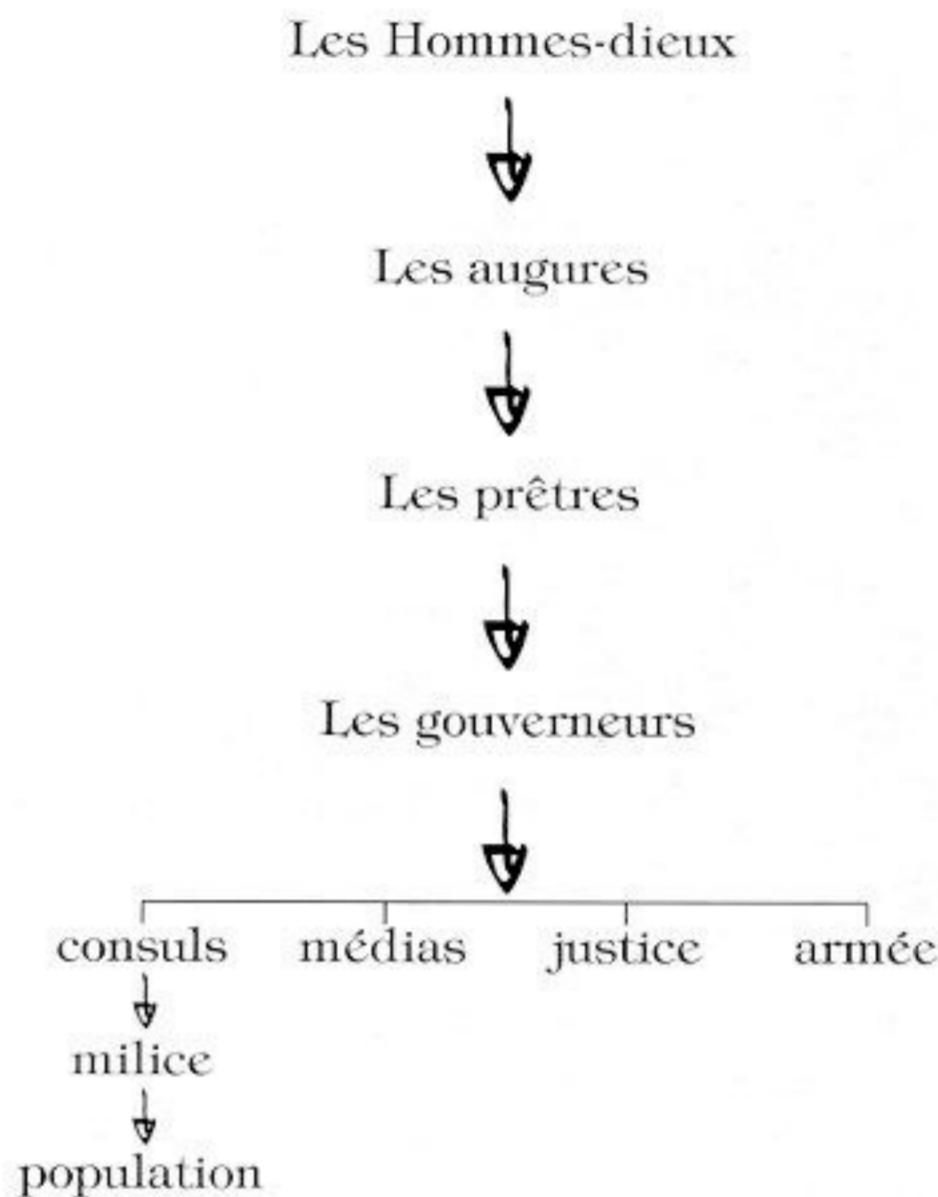 Les Hommes-dieux
Les augures
Les prêtres
Les gouverneurs
consuls médias justice armée
milice
population